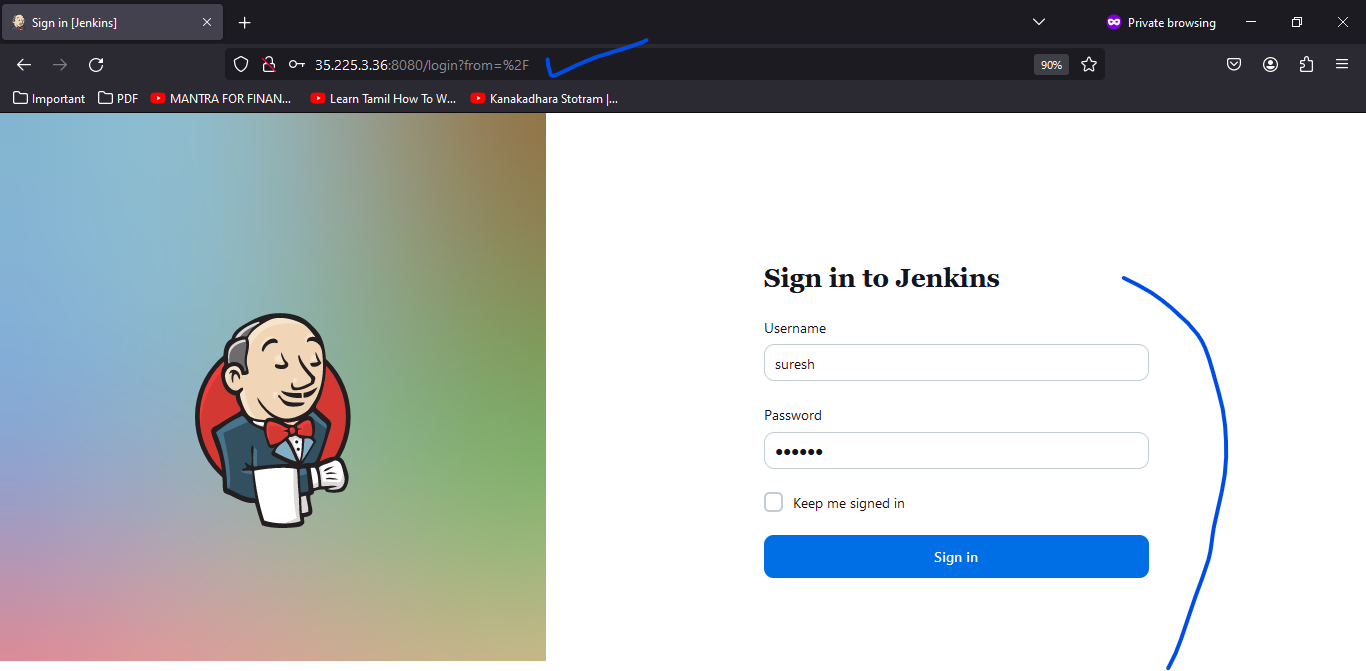 Sign in [Jenkins]
Private browsing
35.225.3.36:8080/login?from=%2F
90%
Important
PDF
MANTRA FOR FINAN...
Learn Tamil How To W...
Kanakadhara Stotram |...
Sign in to Jenkins
Username
suresh
Password
••••••
Keep me signed in
Sign in